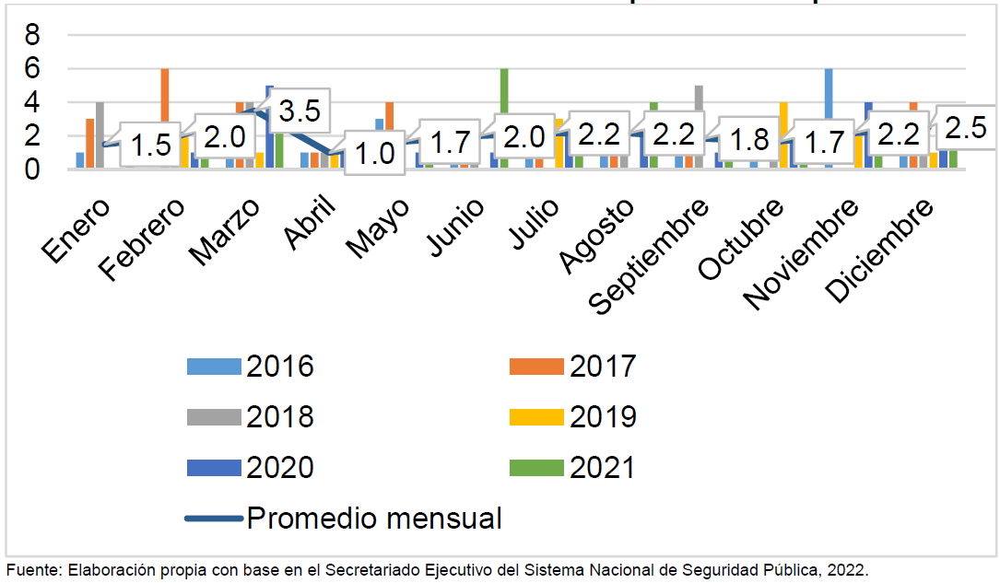 8
6
4
2
0
1.5
2.0
3.5
1.0
1.7
2.0
2.2
2.2
1.8
1.7
2.2
2.5
Enero
Febrero
Marzo
Abril
Mayo
Junio
Julio
Agosto
Septiembre
Octubre
Noviembre
Diciembre
2016
2017
2018
2019
2020
2021
Promedio mensual
Fuente: Elaboración propia con base en el Secretariado Ejecutivo del Sistema Nacional de Seguridad Pública, 2022.